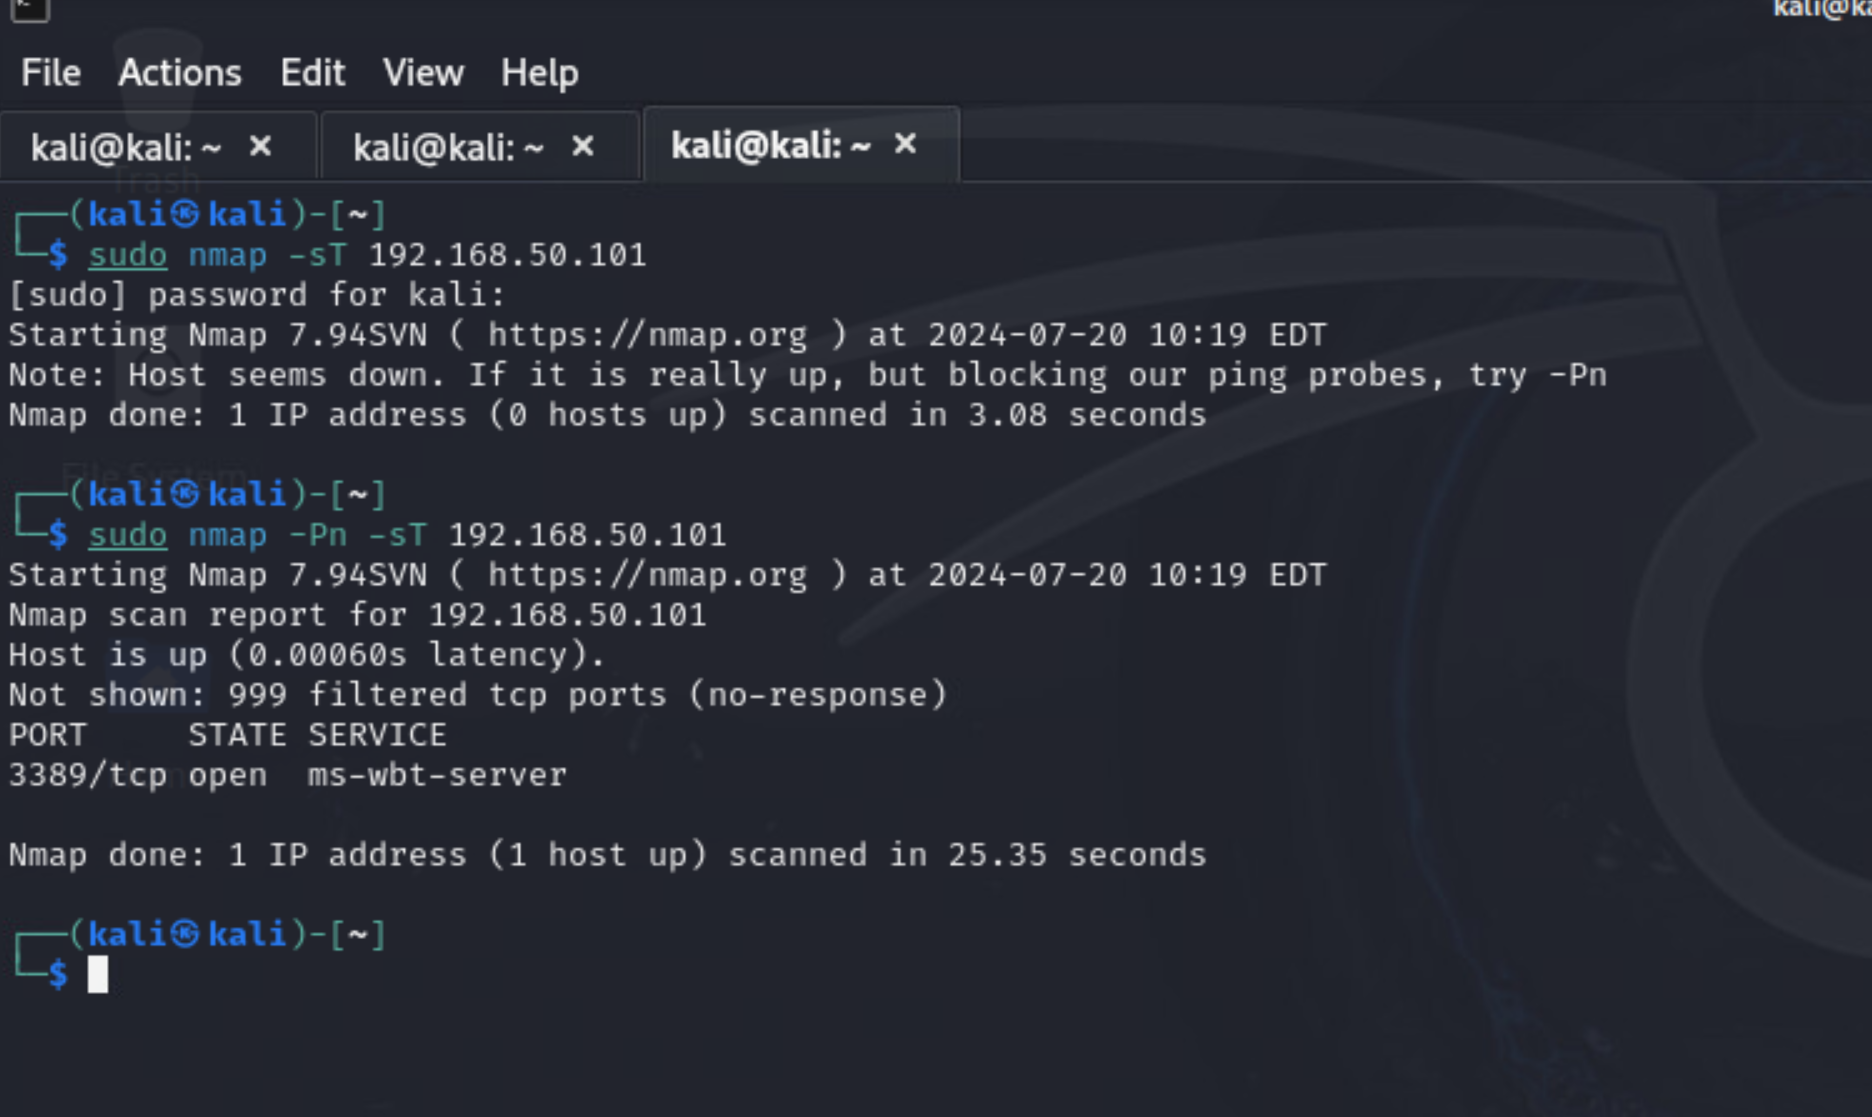 kali@ka
File Actions Edit View Help
kali@kali: ~ × kali@kali: ~ × kali@kali: ~ ×
Trash
┌──(kali㉿kali)-[~]
└─$ sudo nmap -sT 192.168.50.101
[sudo] password for kali:
Starting Nmap 7.94SVN ( https://nmap.org ) at 2024-07-20 10:19 EDT
Note: Host seems down. If it is really up, but blocking our ping probes, try -Pn
Nmap done: 1 IP address (0 hosts up) scanned in 3.08 seconds
File System
┌──(kali㉿kali)-[~]
└─$ sudo nmap -Pn -sT 192.168.50.101
Starting Nmap 7.94SVN ( https://nmap.org ) at 2024-07-20 10:19 EDT
Nmap scan report for 192.168.50.101
Host is up (0.00060s latency).
Not shown: 999 filtered tcp ports (no-response)
PORT     STATE SERVICE
3389/tcp open  ms-wbt-server
Nmap done: 1 IP address (1 host up) scanned in 25.35 seconds
┌──(kali㉿kali)-[~]
└─$